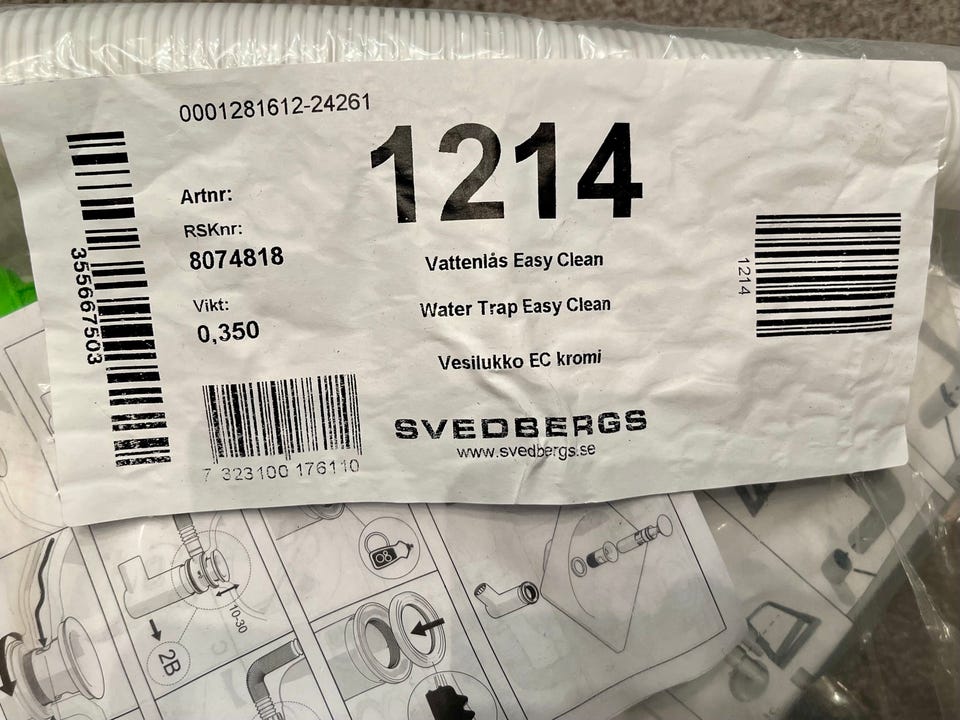 0001281612-24261
1214
Artnr:
RSKnr:
8074818
Vikt:
0,350
Vattenlås Easy Clean
Water Trap Easy Clean
Vesilukko EC kromi
SVEDBERGS
www.svedbergs.se
355667503
7 323100 176110
1214
10-30
2B